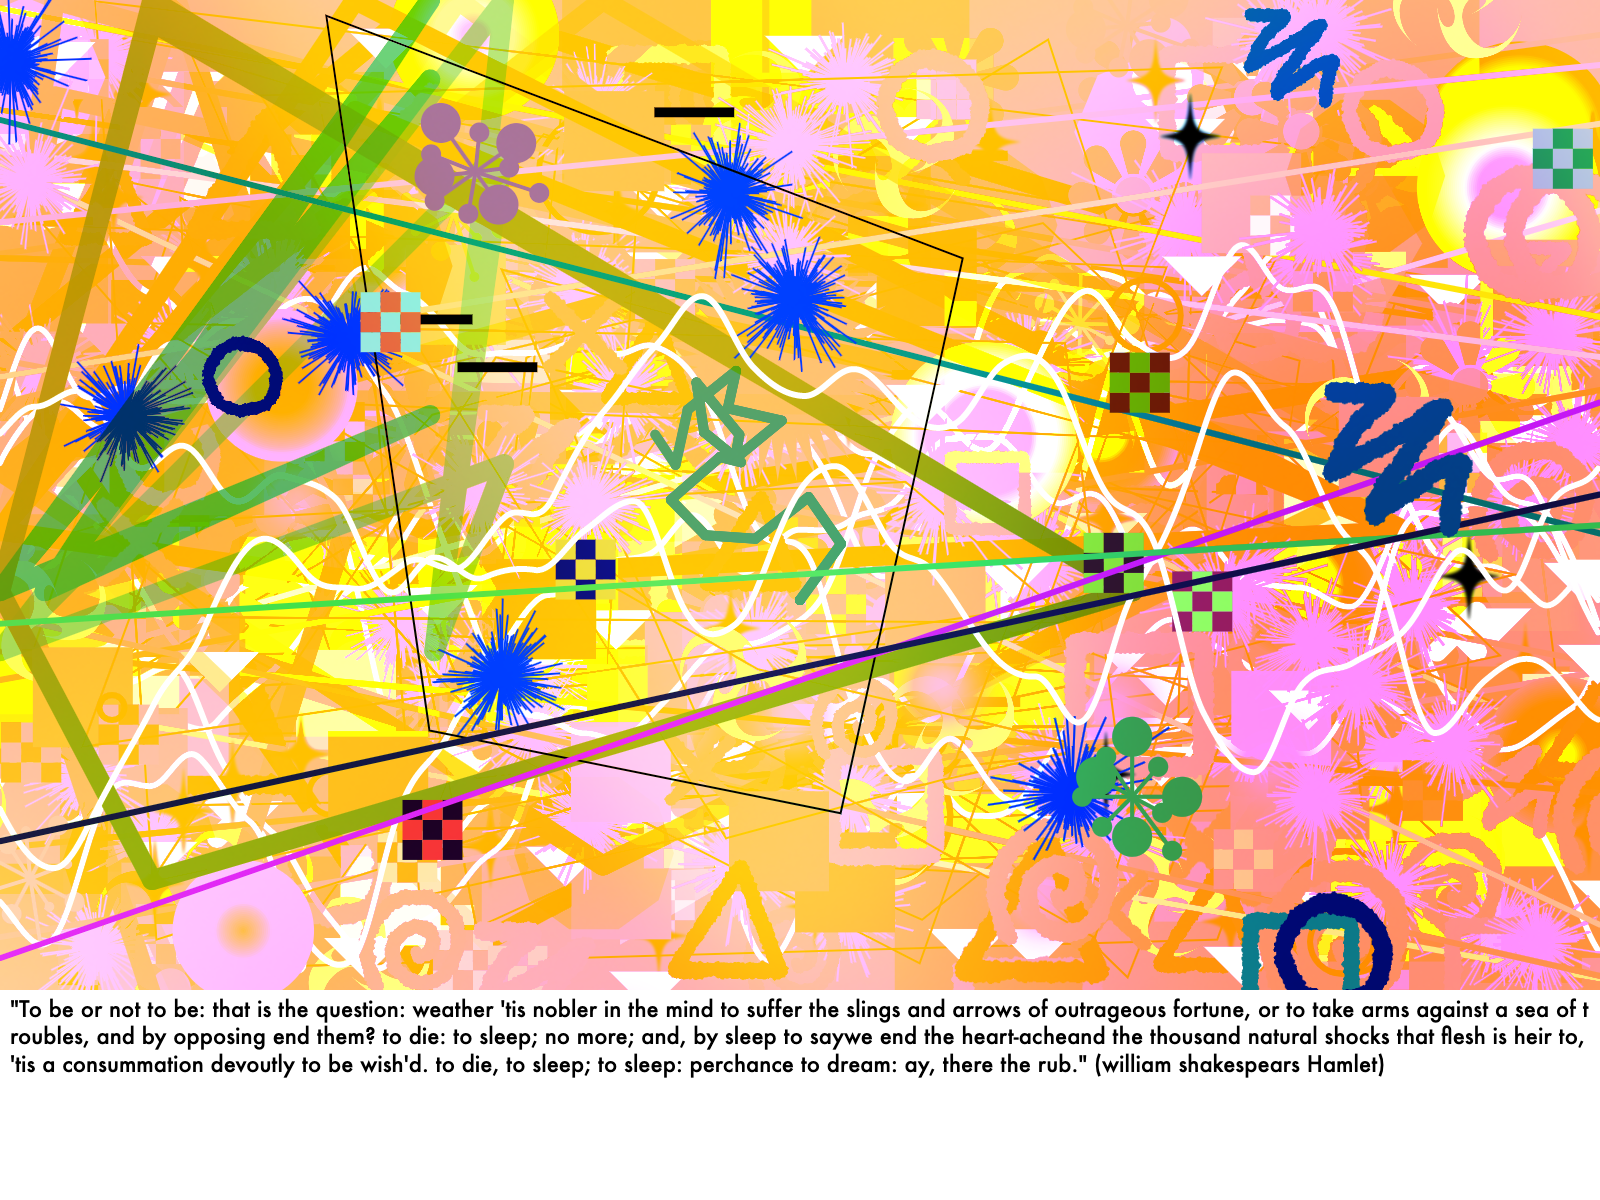 "To be or not to be: that is the question: weather 'tis nobler in the mind to suffer the slings and arrows of outrageous fortune, or to take arms against a sea of t
roubles, and by opposing end them? to die: to sleep; no more; and, by sleep to saywe end the heart-acheand the thousand natural shocks that flesh is heir to,
'tis a consummation devoutly to be wish'd. to die, to sleep; to sleep: perchance to dream: ay, there the rub." (william shakespears Hamlet)